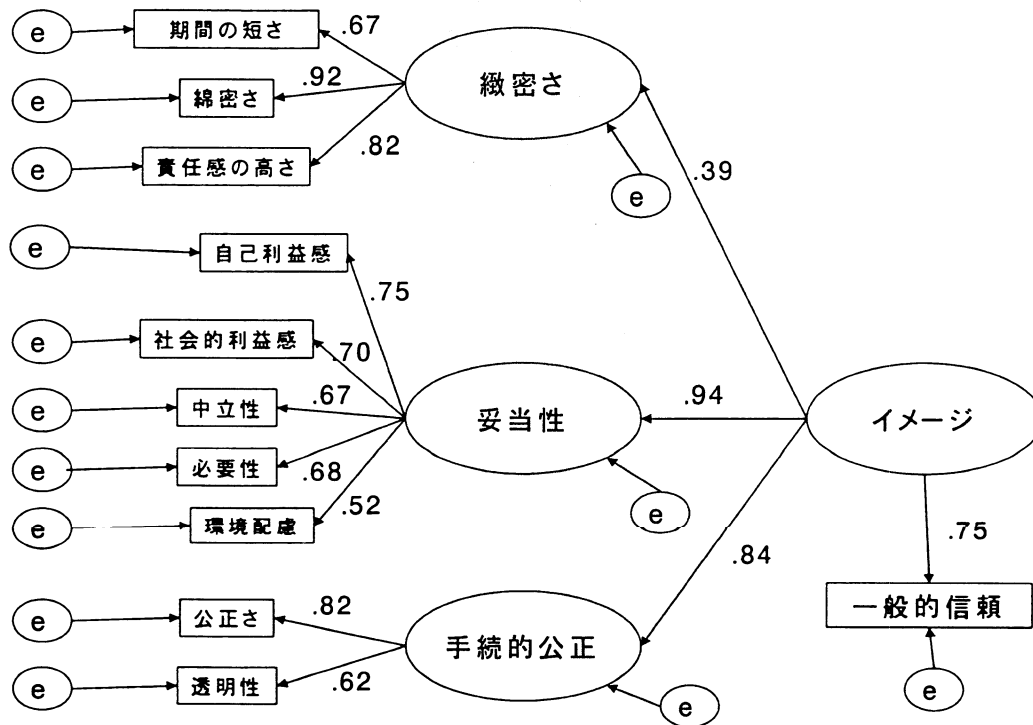 e
期間の短さ
.67
e
綿密さ
.92
緻密さ
e
責任感の高さ
.82
e
.39
e
自己利益感
.75
e
社会的利益感
.70
e
中立性
.67
妥当性
.94
イメージ
e
必要性
.68
e
環境配慮
.52
e
.75
.84
e
公正さ
.82
一般的信頼
手続的公正
e
透明性
.62
e
e